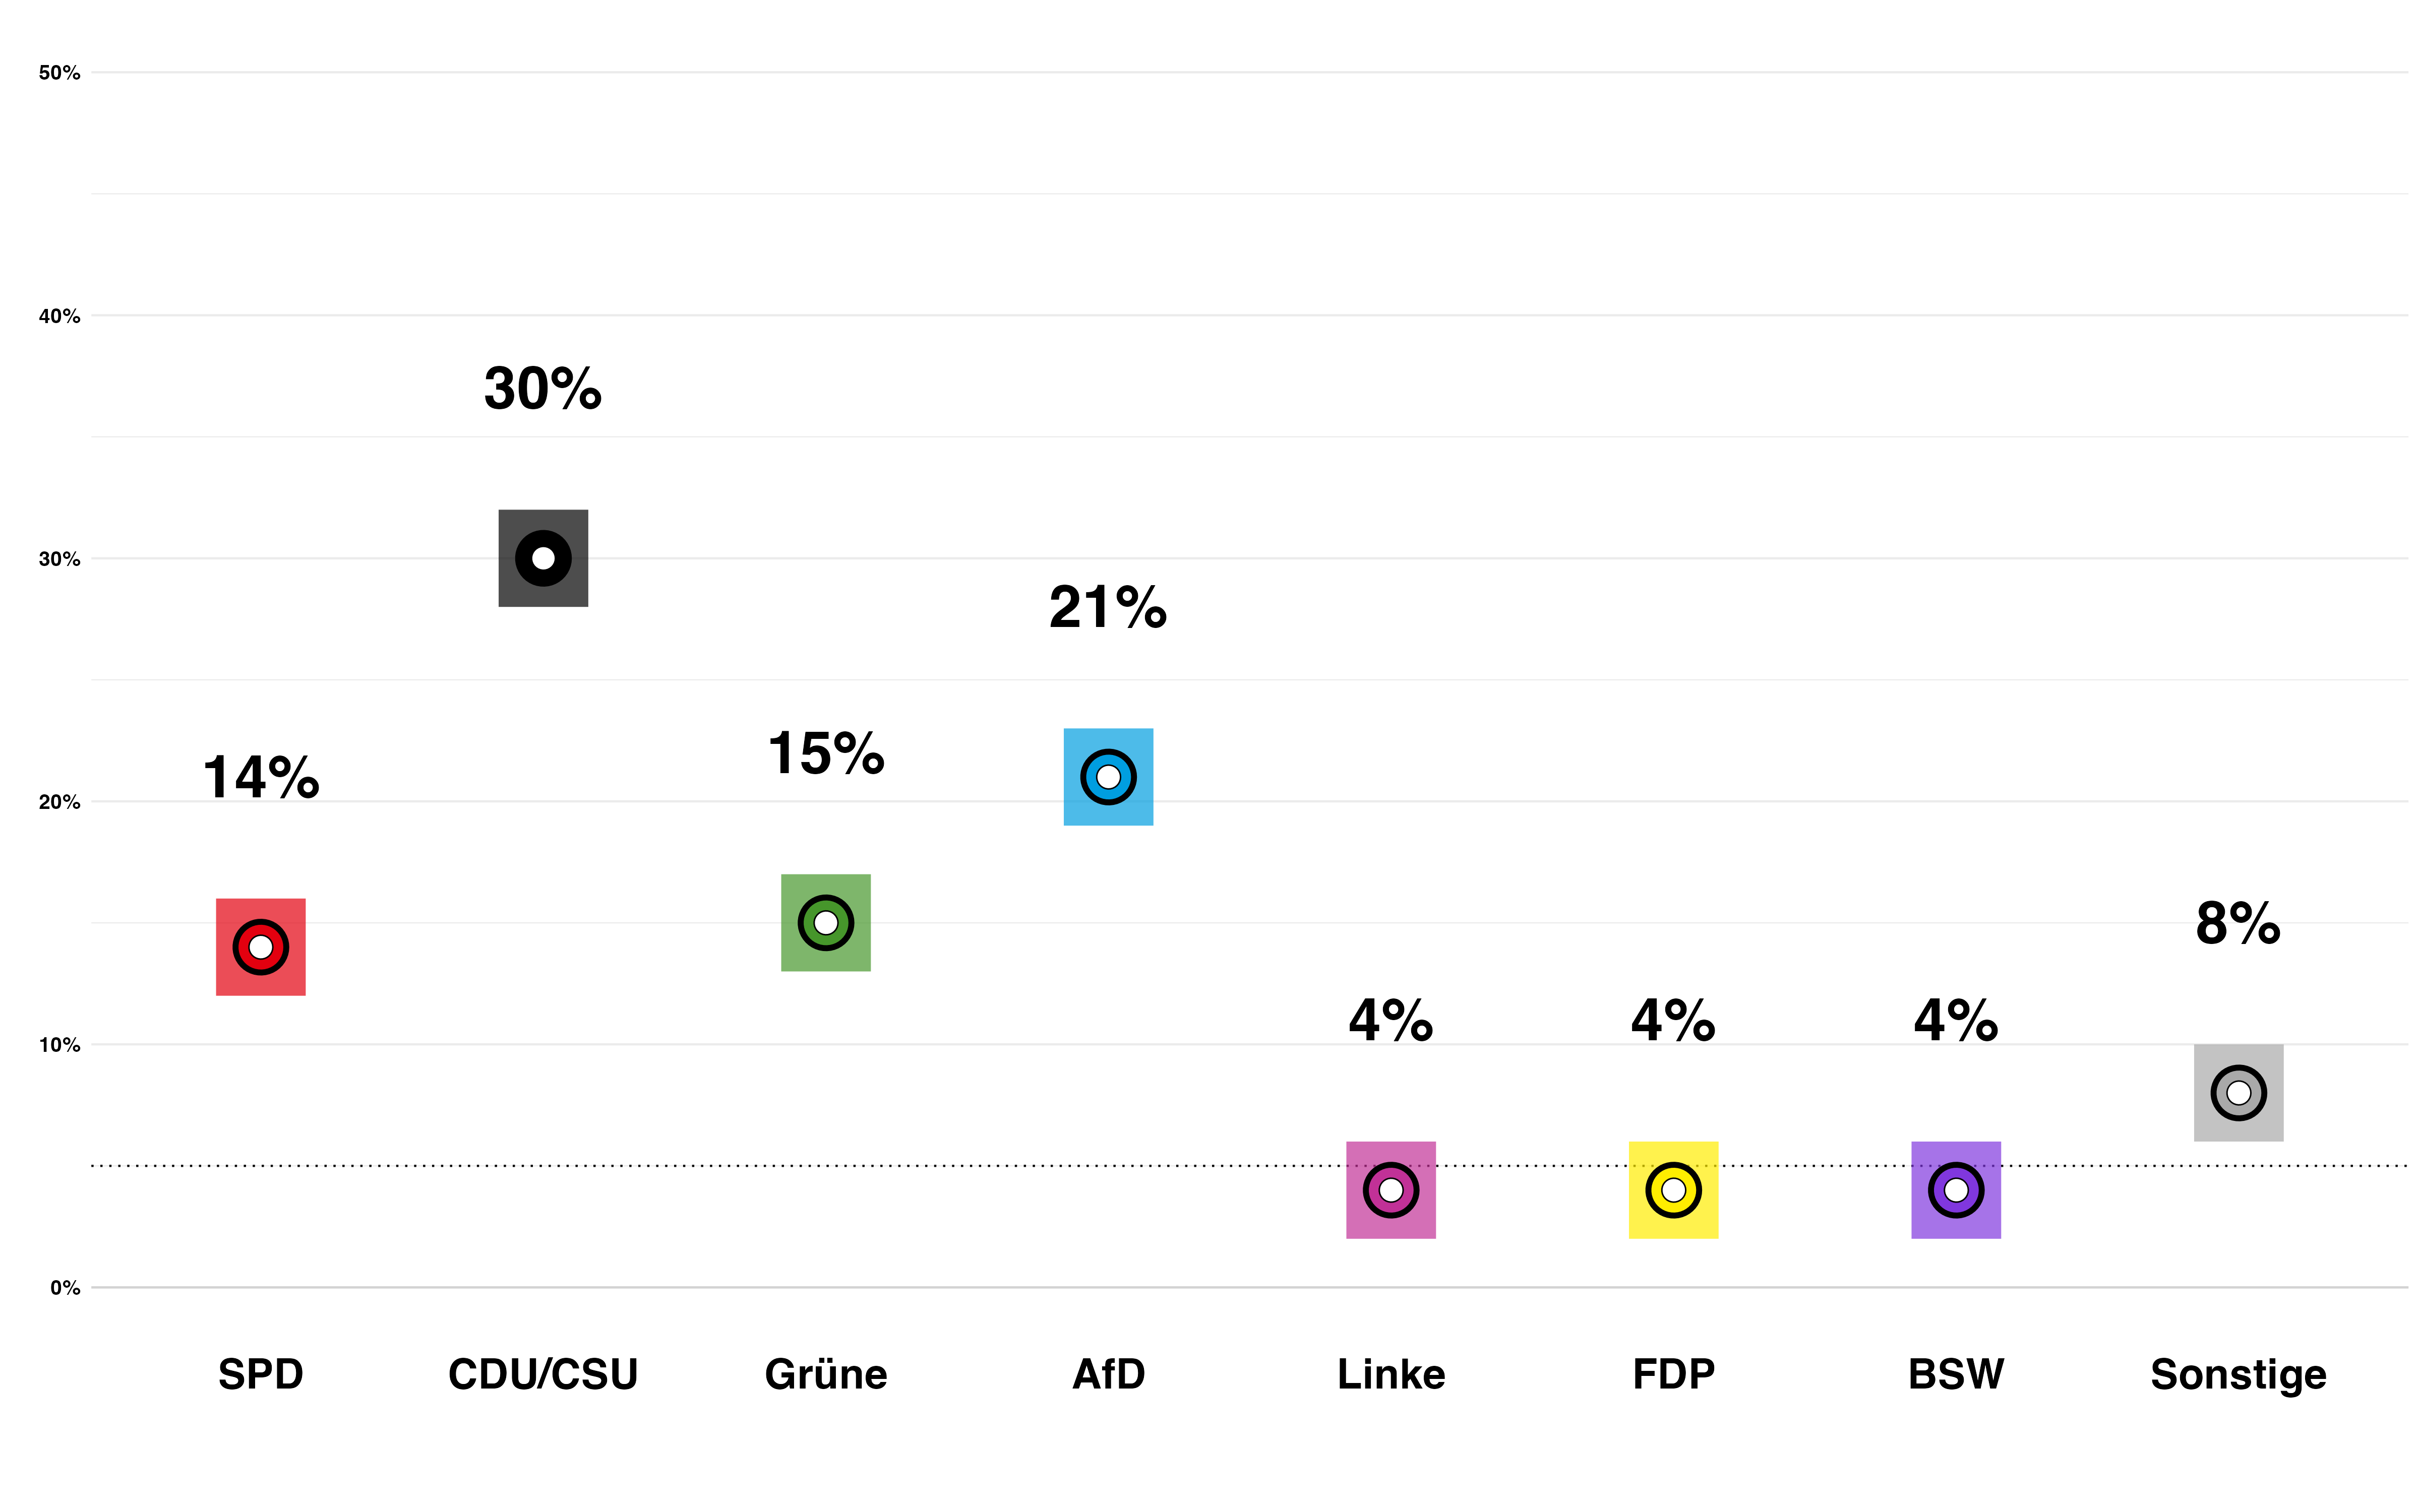 50%
40%
30%
20%
10%
0%
14%
30%
15%
21%
4%
4%
4%
8%
SPD
CDU/CSU
Grüne
AfD
Linke
FDP
BSW
Sonstige